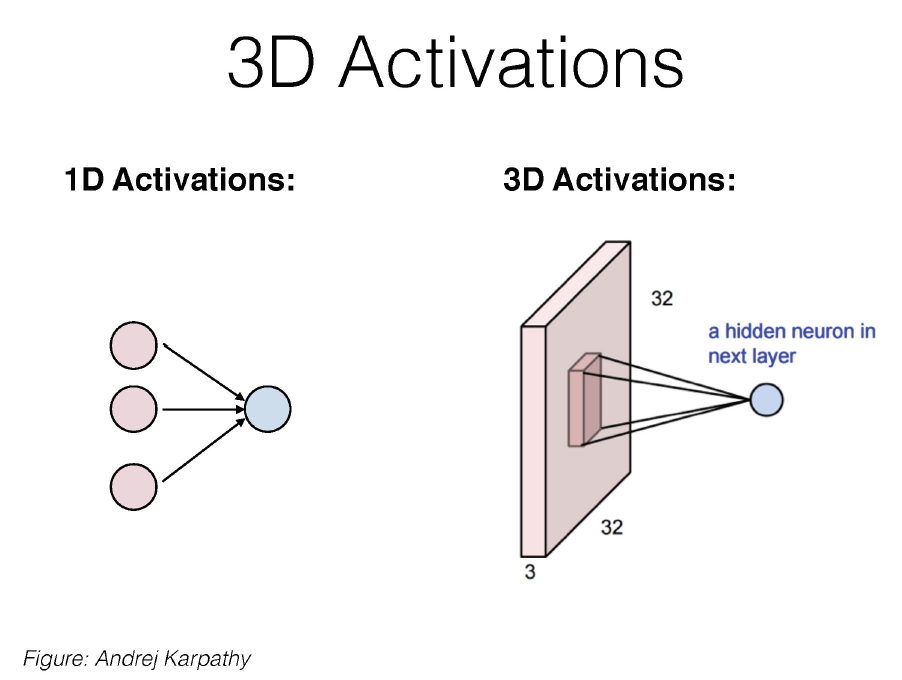 3D Activations
1D Activations:
3D Activations:
32
a hidden neuron in
next layer
32
3
Figure: Andrej Karpathy